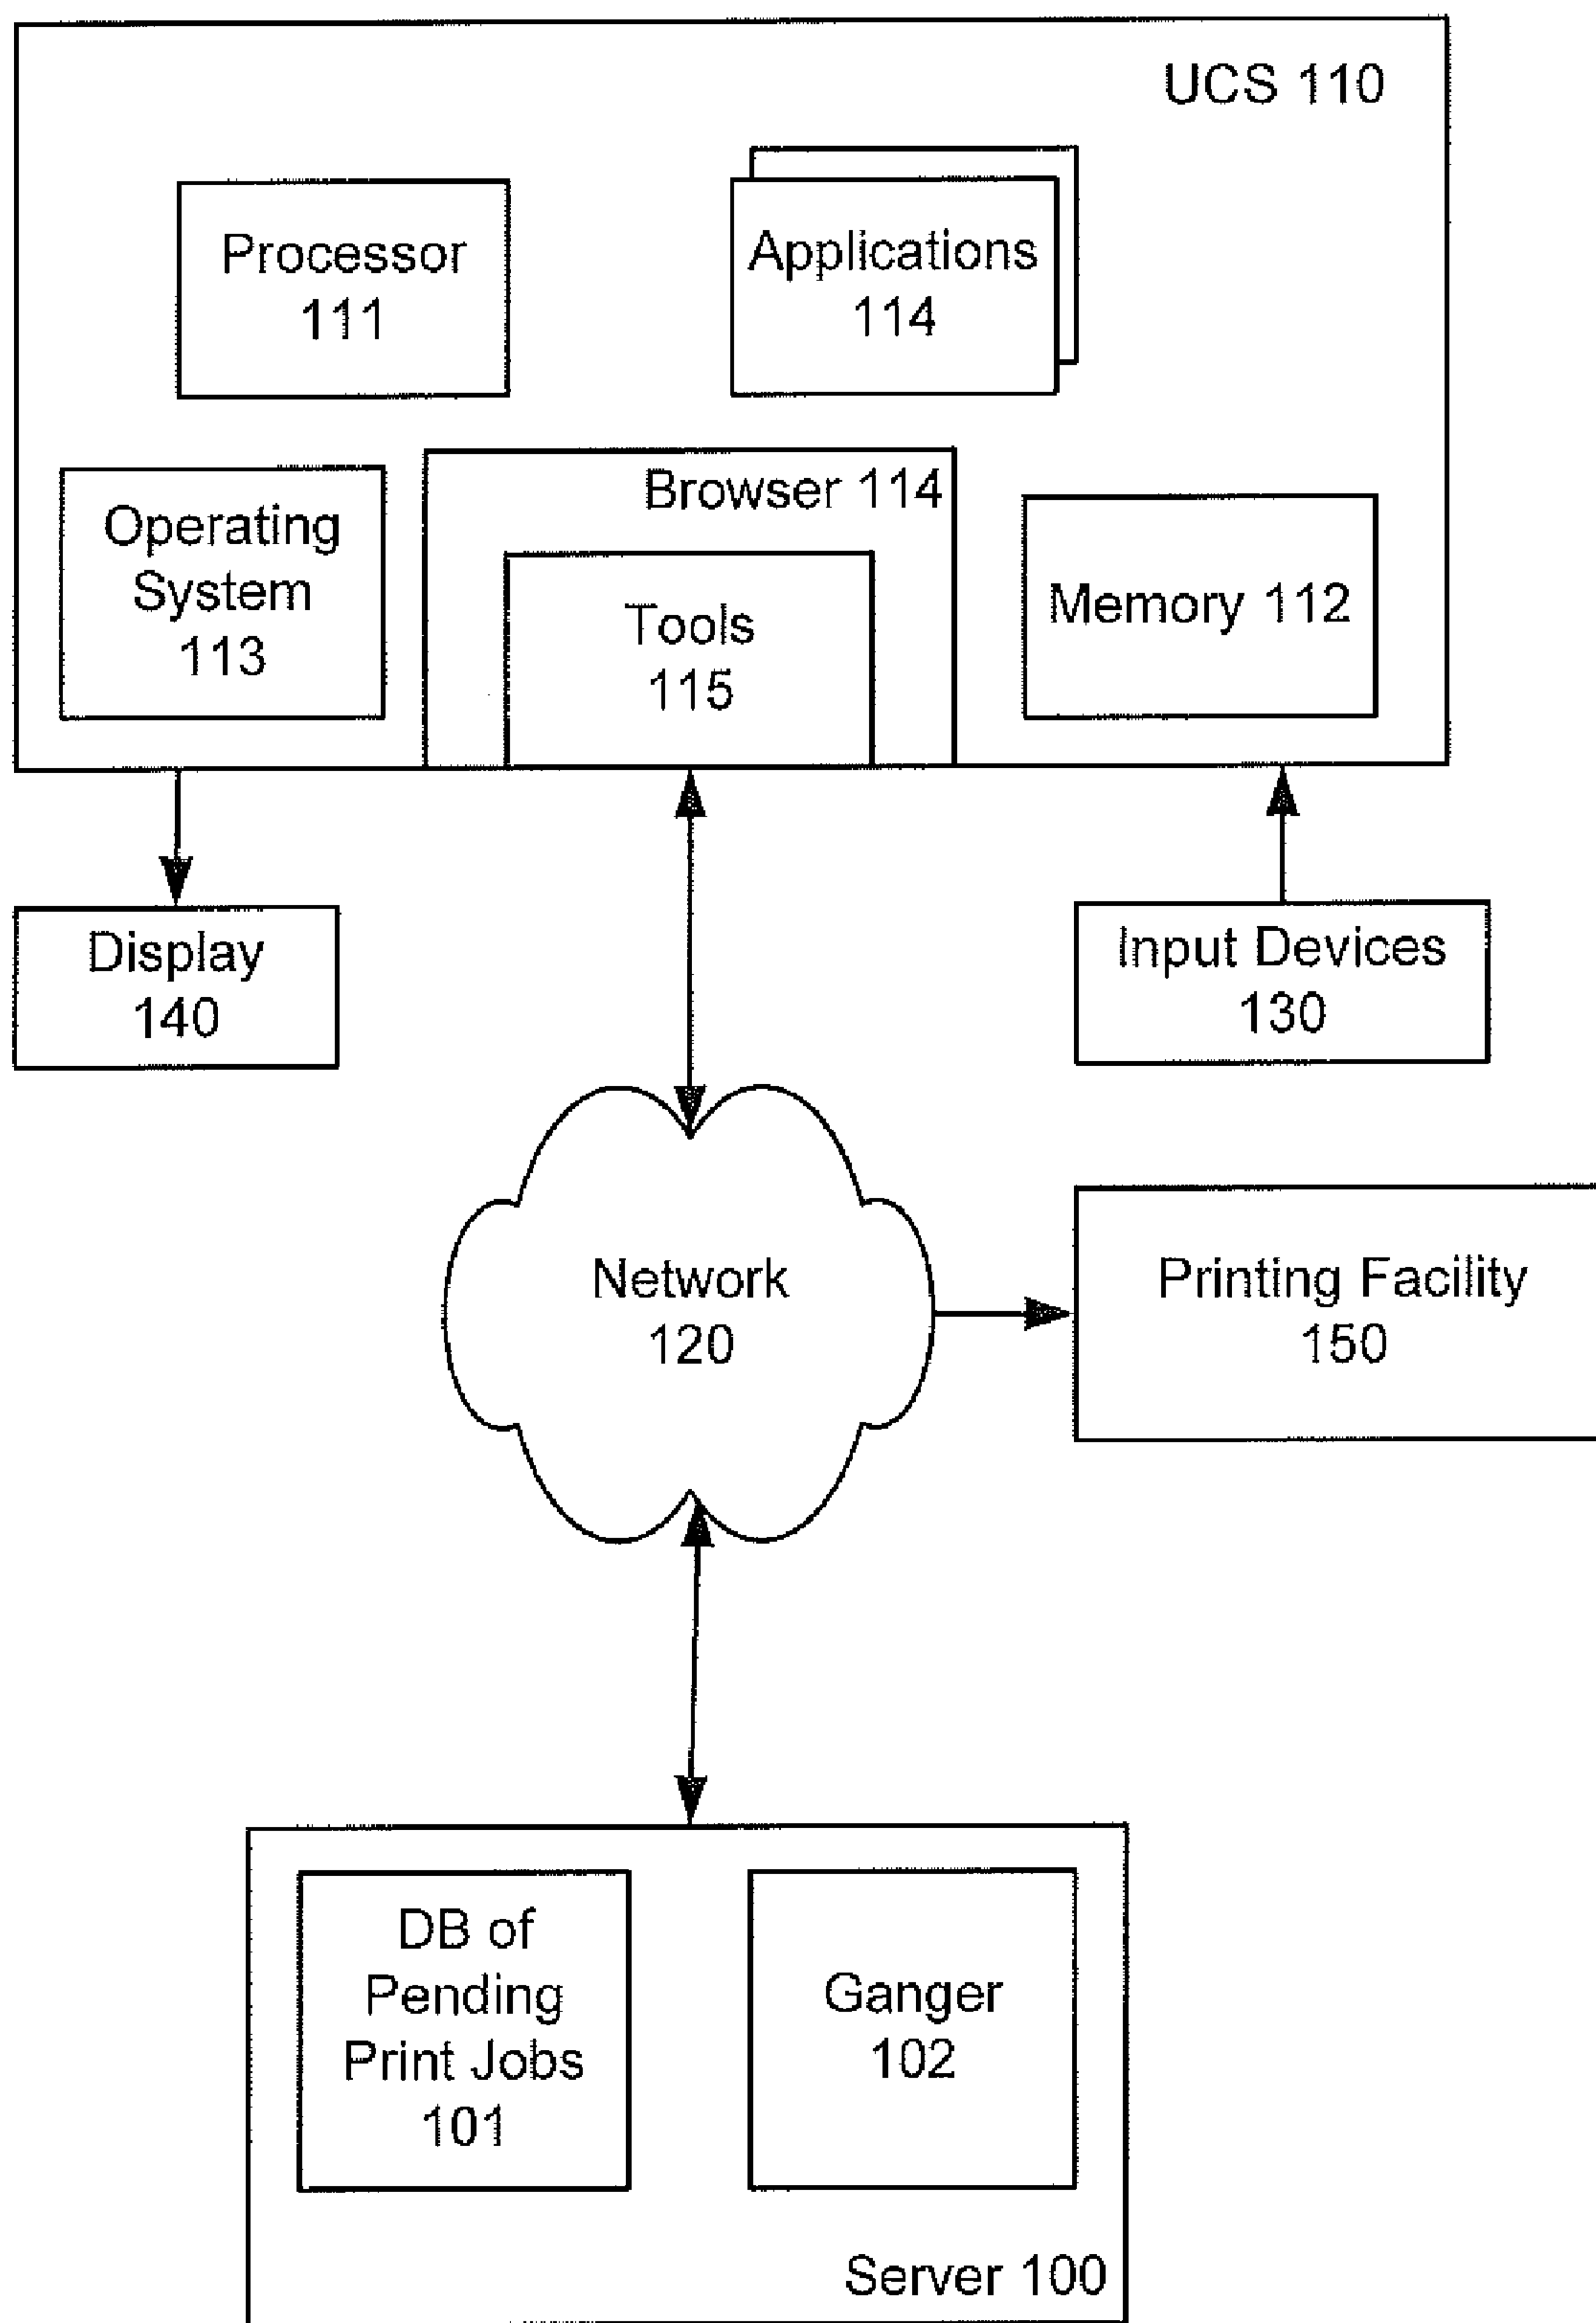 UCS 110
Processor
111
Applications
114
Operating
System
113
Browser 114
Tools
115
Memory 112
Display
140
Input Devices
130
Network
120
Printing Facility
150
DB of
Pending
Print Jobs
101
Ganger
102
Server 100